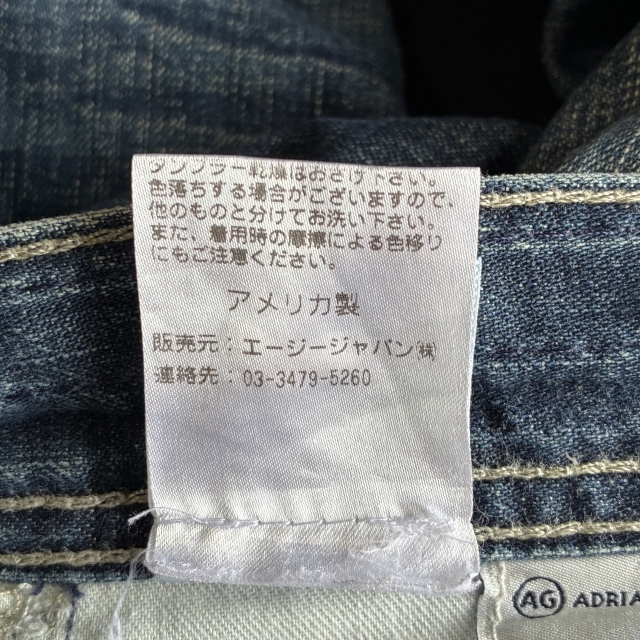 タンブラー乾燥はおさけ下さい。
色落ちする場合がございますので、
他のものと分けてお洗い下さい。
また、着用時の摩擦による色移り
にもご注意ください。
アメリカ製
販売元：エージージャパン㈱
連絡先：03-3479-5260
AG ADRIA